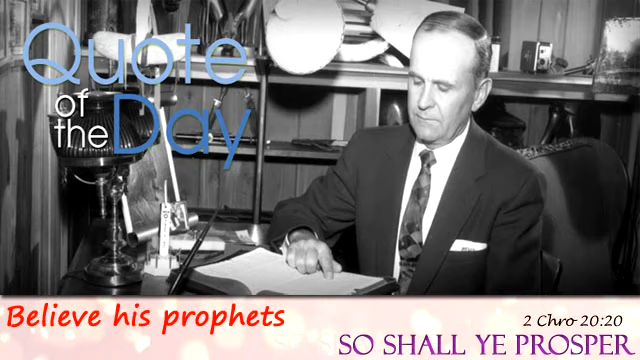 Quote
of
the Day
Believe his prophets
2 Chro 20:20
SO SHALL YE PROSPER